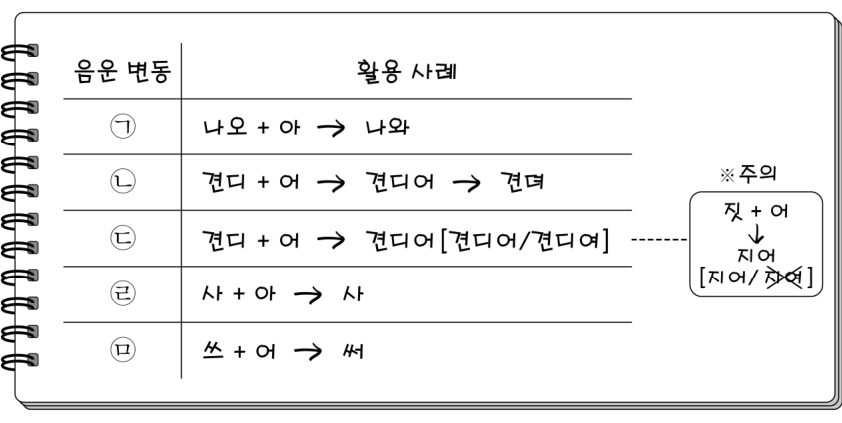 음운 변동 활용 사례
㉠ 나오 + 아 → 나와
㉡ 견디 + 어 → 견디어 → 견뎌
㉢ 견디 + 어 → 견디어[견디어/견디여]
㉣ 사 + 아 → 사
㉤ 쓰 + 어 → 써
※주의
짓 + 어
↓
지어
[지어/지여]